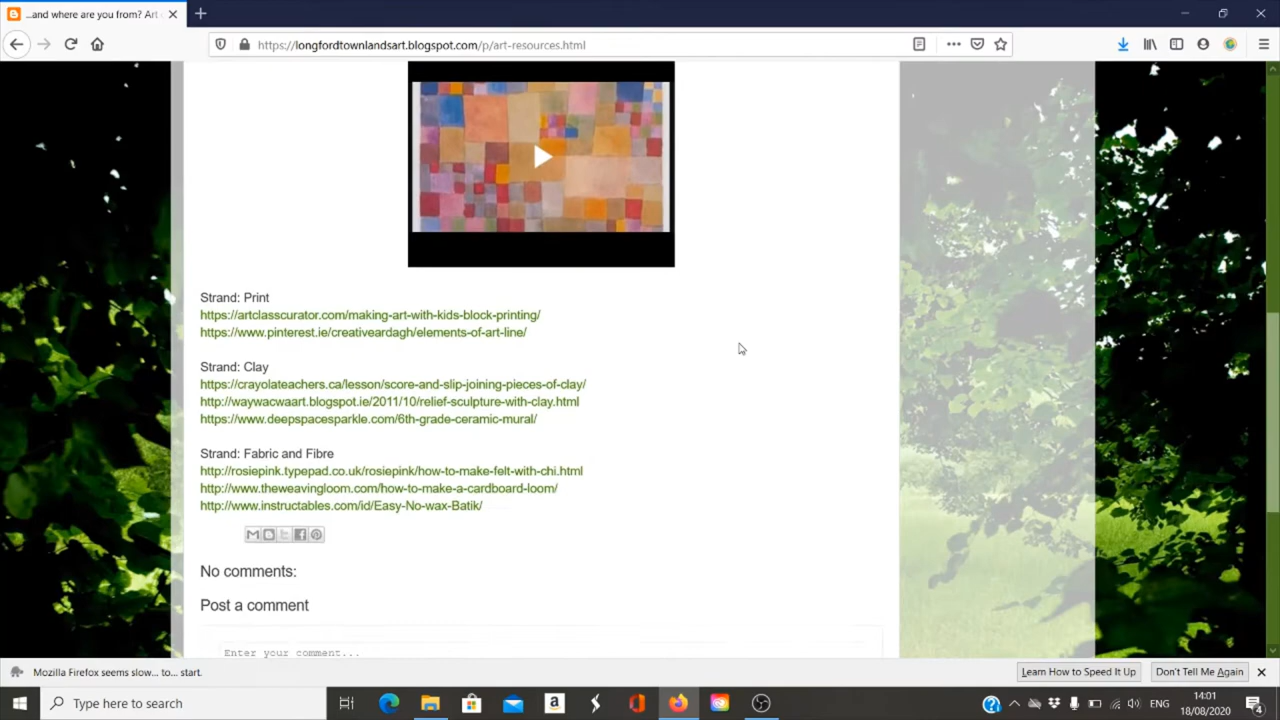 ...and where are you from? Art
https://longfordtownlandsart.blogspot.com/p/art-resources.html
Strand: Print
https://artclasscurator.com/making-art-with-kids-block-printing/
https://www.pinterest.ie/creativeardagh/elements-of-art-line/
Strand: Clay
https://crayolateachers.ca/lesson/score-and-slip-joining-pieces-of-clay/
http://waywacwaart.blogspot.ie/2011/10/relief-sculpture-with-clay.html
https://www.deepspacesparkle.com/6th-grade-ceramic-mural/
Strand: Fabric and Fibre
http://rosiepink.typepad.co.uk/rosiepink/how-to-make-felt-with-chi.html
http://www.theweavingloom.com/how-to-make-a-cardboard-loom/
http://www.instructables.com/id/Easy-No-wax-Batik/
No comments:
Post a comment
Enter your comment...
Mozilla Firefox seems slow... to... start.
Learn How to Speed It Up
Don't Tell Me Again
Type here to search
ENG
14:01
18/08/2020
4